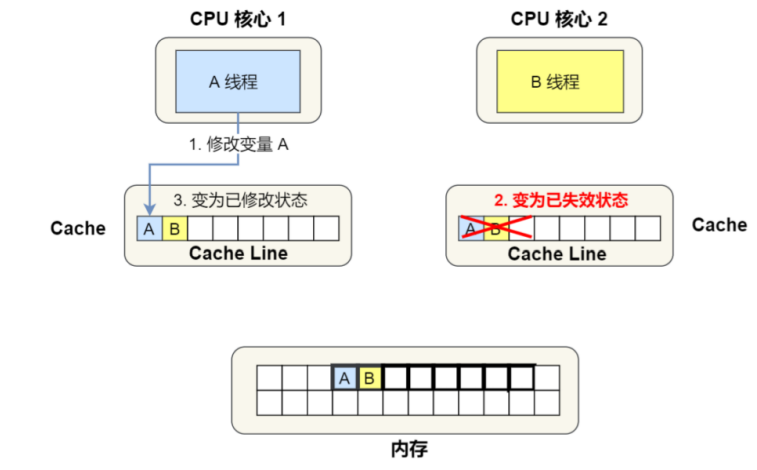 CPU 核心 1
CPU 核心 2
A 线程
B 线程
1. 修改变量 A
3. 变为已修改状态
2. 变为已失效状态
Cache
A B
A B
Cache
Cache Line
Cache Line
A B
内存